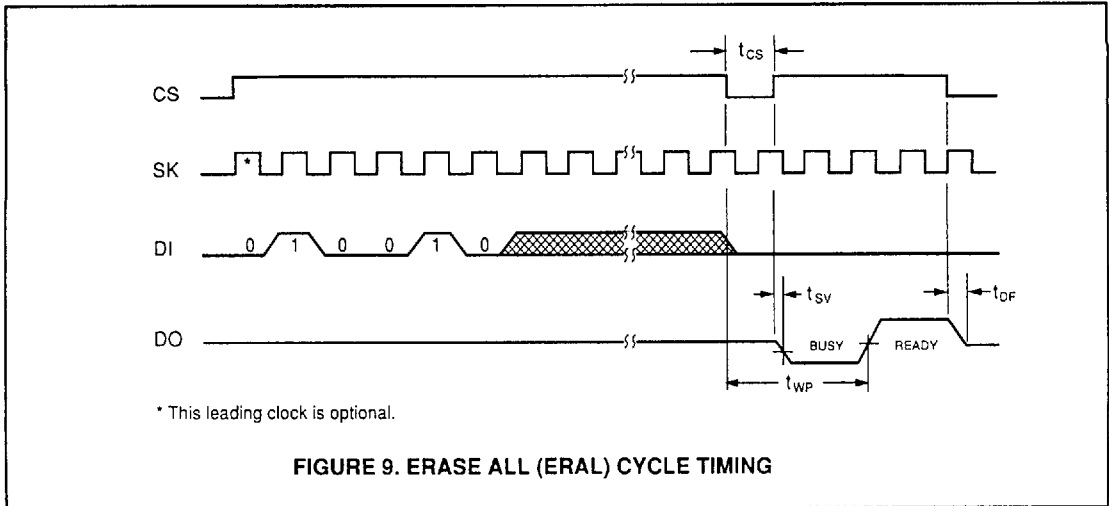 tCS
CS
*
SK
DI 0 1 0 0 1 0
tSV
tDF
DO BUSY READY
tWP
* This leading clock is optional.
FIGURE 9. ERASE ALL (ERAL) CYCLE TIMING